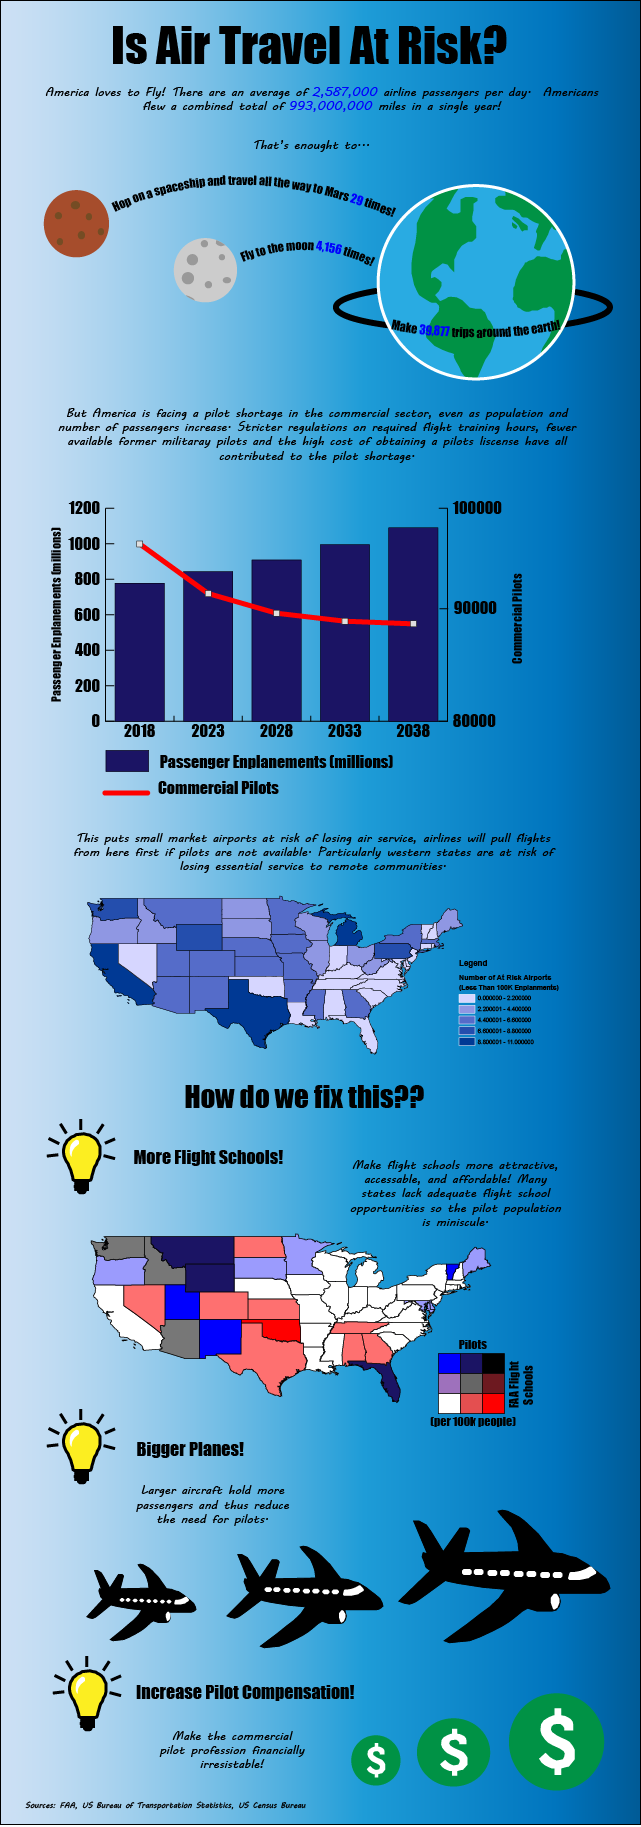 Is Air Travel At Risk?
America loves to Fly! There are an average of 2,587,000 airline passengers per day. Americans
flew a combined total of 993,000,000 miles in a single year!
That's enought to...
Hop on a spaceship and travel all the way to Mars 29 times!
Fly to the moon 4,156 times!
Make 39,877 trips around the earth!
But America is facing a pilot shortage in the commercial sector, even as population and
number of passengers increase. Stricter regulations on required flight training hours, fewer
available former militaray pilots and the high cost of obtaining a pilots liscense have all
contributed to the pilot shortage.
1200
1000
800
600
400
200
0
Passenger Enplanements (millions)
100000
90000
80000
Commercial Pilots
2018 2023 2028 2033 2038
Passenger Enplanements (millions)
Commercial Pilots
This puts small market airports at risk of losing air service, airlines will pull flights
from here first if pilots are not available. Particularly western states are at risk of
losing essential service to remote communities.
Legend
Number of At Risk Airports
(Less Than 100K Enplanments)
0.000000 - 2.200000
2.200001 - 4.400000
4.400001 - 6.600000
6.600001 - 8.800000
8.800001 - 11.000000
How do we fix this??
More Flight Schools!
Make flight schools more attractive,
accessable, and affordable! Many
states lack adequate flight school
opportunities so the pilot population
is miniscule.
Pilots
FAA Flight
Schools
(per 100k people)
Bigger Planes!
Larger aircraft hold more
passengers and thus reduce
the need for pilots.
Increase Pilot Compensation!
Make the commercial
pilot profession financially
irresistable!
$ $ $
Sources: FAA, US Bureau of Transportation Statistics, US Census Bureau